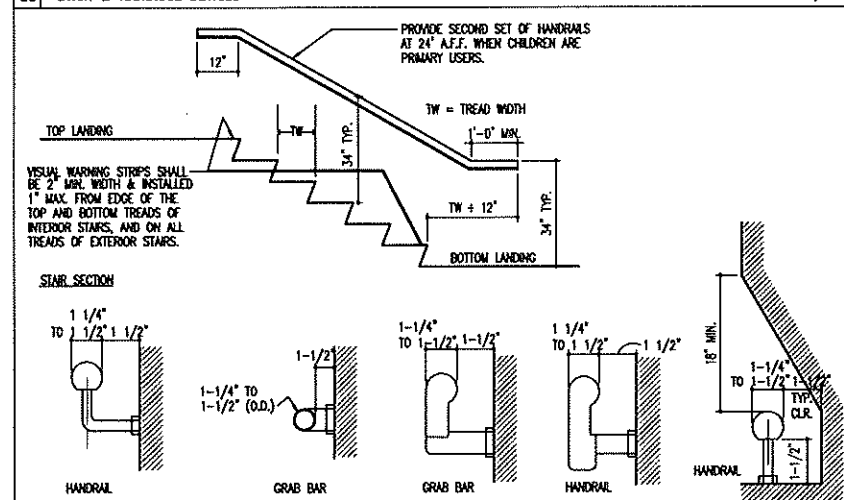 PROVIDE SECOND SET OF HANDRAILS
AT 24" A.F.F. WHEN CHILDREN ARE
PRIMARY USERS.
12"
TW = TREAD WIDTH
TOP LANDING
TW
34" TYP.
1'-0" MIN.
VISUAL WARNING STRIPS SHALL
BE 2" MIN. WIDTH & INSTALLED
1" MAX. FROM EDGE OF THE
TOP AND BOTTOM TREADS OF
INTERIOR STAIRS, AND ON ALL
TREADS OF EXTERIOR STAIRS.
TW + 12"
34" TYP.
BOTTOM LANDING
STAIR SECTION
1 1/4"
TO 1 1/2" 1 1/2"
HANDRAIL
1-1/2"
1-1/4" TO
1-1/2" (O.D.)
GRAB BAR
1-1/4"
TO 1-1/2" 1-1/2"
GRAB BAR
1 1/4"
TO 1 1/2" 1 1/2"
HANDRAIL
18" MIN.
1-1/4"
TO 1-1/2" 1-1/2"
TYP.
CLR.
1-1/2"
HANDRAIL